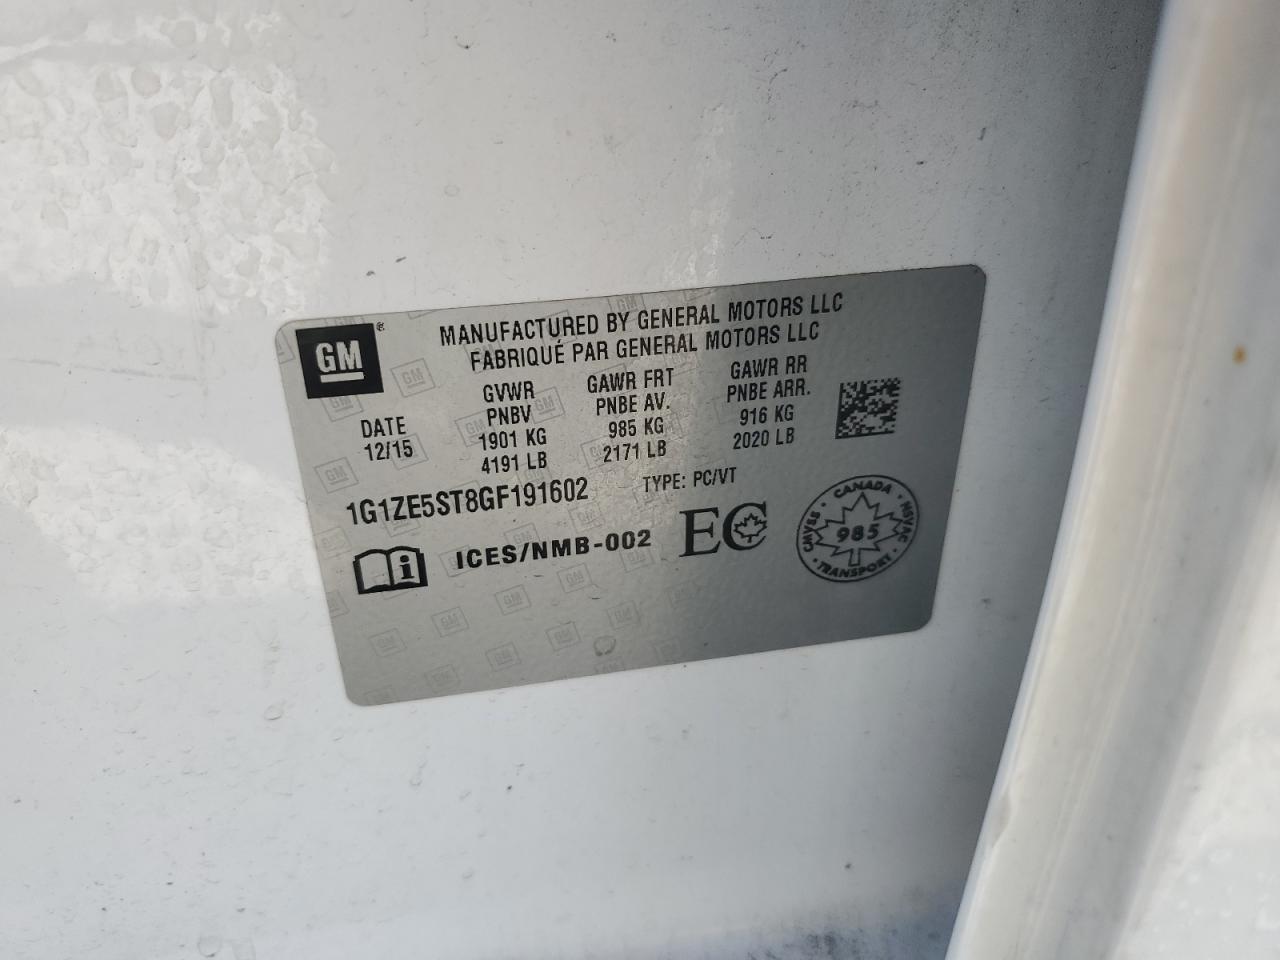 GM
MANUFACTURED BY GENERAL MOTORS LLC
FABRIQUÉ PAR GENERAL MOTORS LLC
DATE
12/15
GVWR
PNBV
1901 KG
4191 LB
GAWR FRT
PNBE AV.
985 KG
2171 LB
GAWR RR
PNBE ARR.
916 KG
2020 LB
1G1ZE5ST8GF191602
TYPE: PC/VT
i
ICES/NMB-002
EC
CANADA
CMVSS
985
NSVAC
TRANSPORT